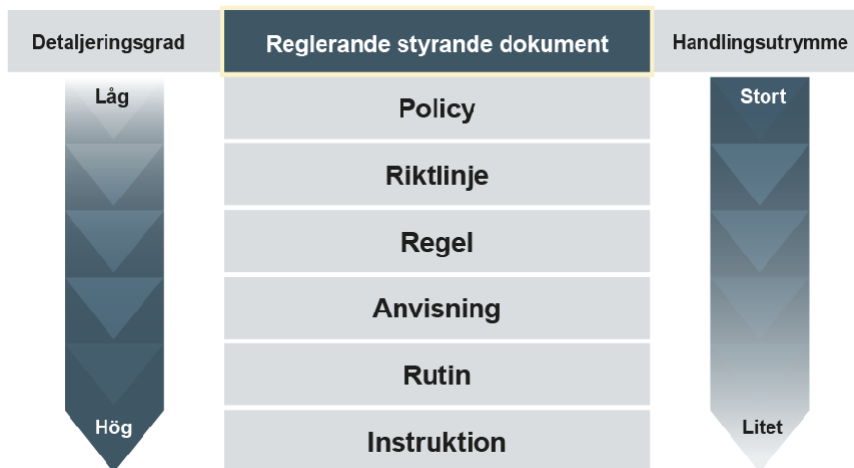 Detaljeringsgrad
Reglerande styrande dokument
Handlingsutrymme
Låg
Policy
Stort
Riktlinje
Regel
Anvisning
Rutin
Hög
Instruktion
Litet